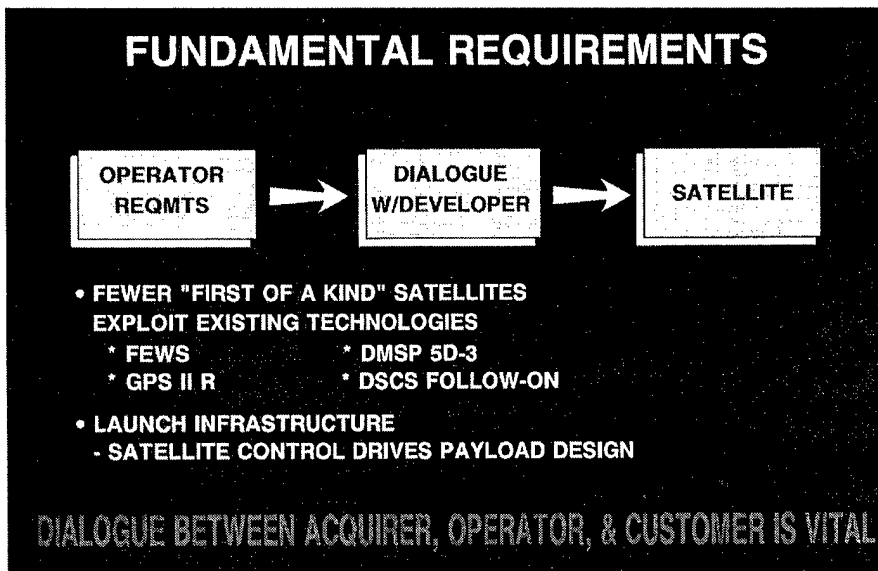 FUNDAMENTAL REQUIREMENTS
OPERATOR
REQMTS
DIALOGUE
W/DEVELOPER
SATELLITE
• FEWER "FIRST OF A KIND" SATELLITES
EXPLOIT EXISTING TECHNOLOGIES
* FEWS * DMSP 5D-3
* GPS II R * DSCS FOLLOW-ON
• LAUNCH INFRASTRUCTURE
- SATELLITE CONTROL DRIVES PAYLOAD DESIGN
DIALOGUE BETWEEN ACQUIRER, OPERATOR, & CUSTOMER IS VITAL